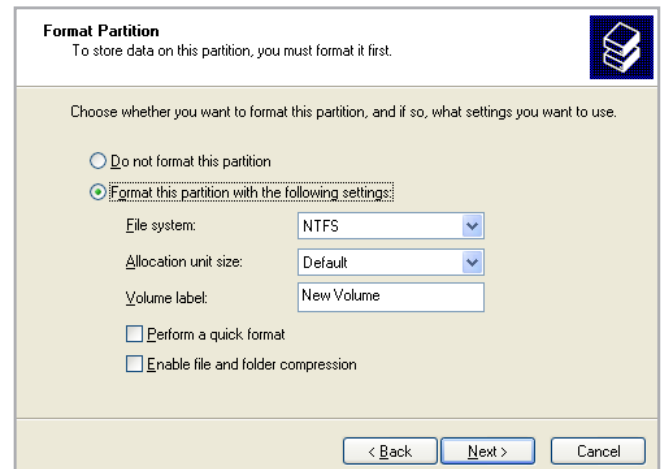 Format Partition
To store data on this partition, you must format it first.
Choose whether you want to format this partition, and if so, what settings you want to use.
Do not format this partition
Format this partition with the following settings:
File system: NTFS
Allocation unit size: Default
Volume label: New Volume
Perform a quick format
Enable file and folder compression
< Back Next > Cancel